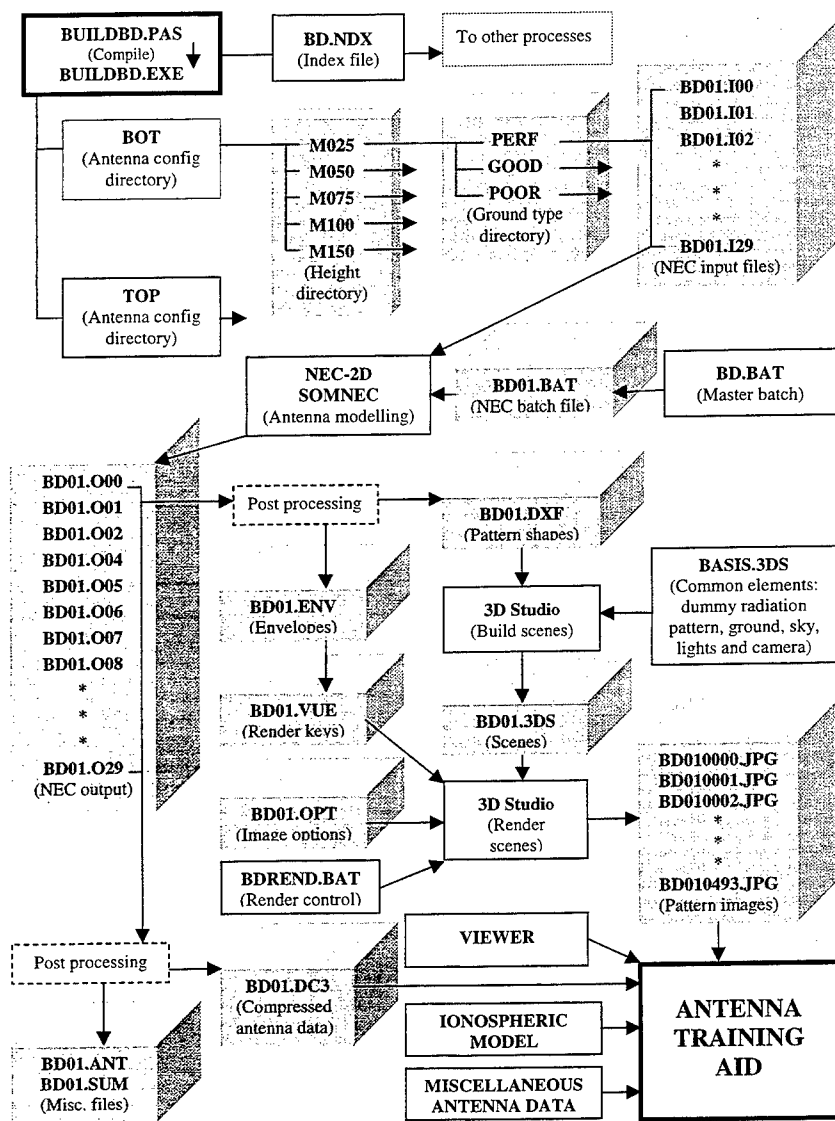 BUILDBD.PAS
(Compile)
BUILDBD.EXE
BD.NDX
(Index file)
To other processes
BOT
(Antenna config
directory)
TOP
(Antenna config
directory)
M025
M050
M075
M100
M150
(Height
directory)
PERF
GOOD
POOR
(Ground type
directory)
BD01.I00
BD01.I01
BD01.I02
*
*
*
BD01.I29
(NEC input files)
NEC-2D
SOMNEC
(Antenna modelling)
BD01.BAT
(NEC batch file)
BD.BAT
(Master batch)
BD01.O00
BD01.O01
BD01.O02
BD01.O04
BD01.O05
BD01.O06
BD01.O07
BD01.O08
*
*
*
BD01.O29
(NEC output)
Post processing
BD01.DXF
(Pattern shapes)
BD01.ENV
(Envelopes)
3D Studio
(Build scenes)
BASIS.3DS
(Common elements:
dummy radiation
pattern, ground, sky,
lights and camera)
BD01.VUE
(Render keys)
BD01.3DS
(Scenes)
BD01.OPT
(Image options)
3D Studio
(Render
scenes)
BDREND.BAT
(Render control)
BD010000.JPG
BD010001.JPG
BD010002.JPG
*
*
*
BD010493.JPG
(Pattern images)
Post processing
BD01.DC3
(Compressed
antenna data)
BD01.ANT
BD01.SUM
(Misc. files)
VIEWER
IONOSPHERIC
MODEL
MISCELLANEOUS
ANTENNA DATA
ANTENNA
TRAINING
AID